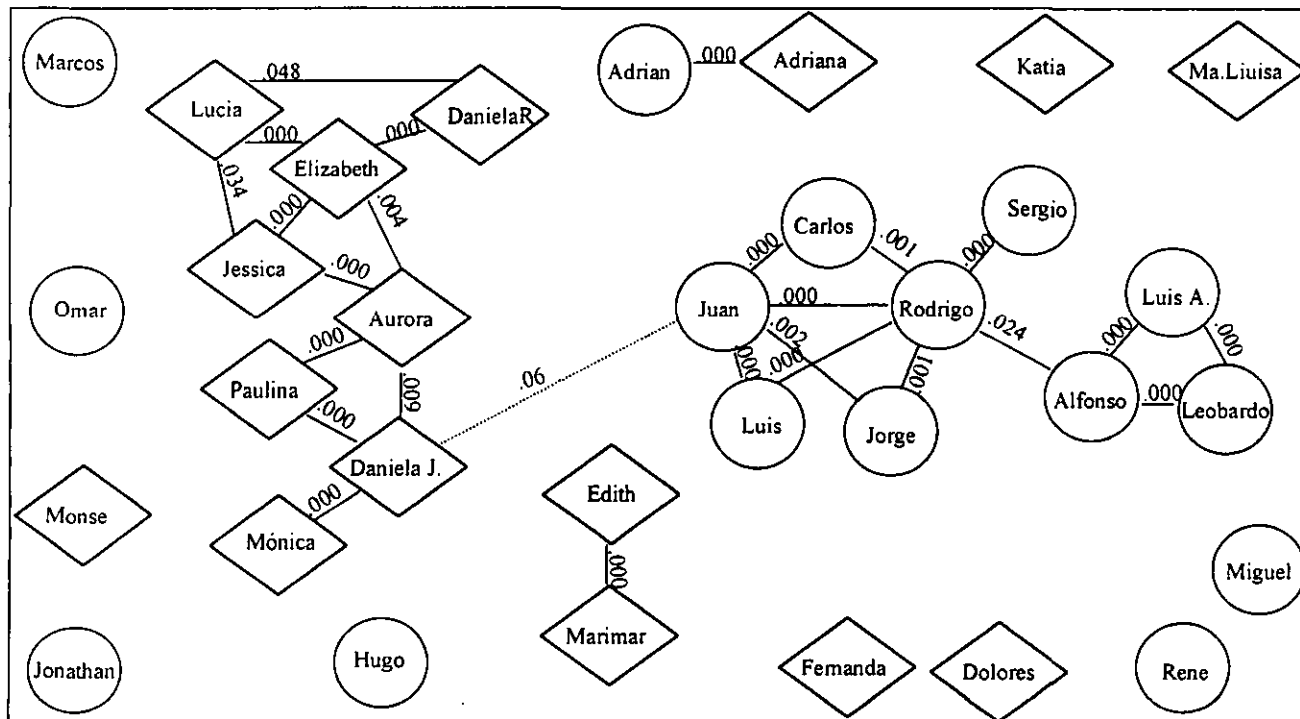 Marcos
.048
Adrian
.000
Adriana
Katia
Ma.Liuisa
Lucia
.000
.000
DanielaR
Elizabeth
.034
.000
.004
Carlos
Sergio
.000
.001
.000
Jessica
.000
Omar
Aurora
Juan
.000
Rodrigo
Luis A.
.002
.024
.000
.000
.000
.000
.000
Paulina
.06
.001
Alfonso
.000
Leobardo
.000
.009
Luis
Jorge
Daniela J.
Edith
.000
Monse
Mónica
.000
Miguel
Marimar
Jonathan
Hugo
Fernanda
Dolores
Rene